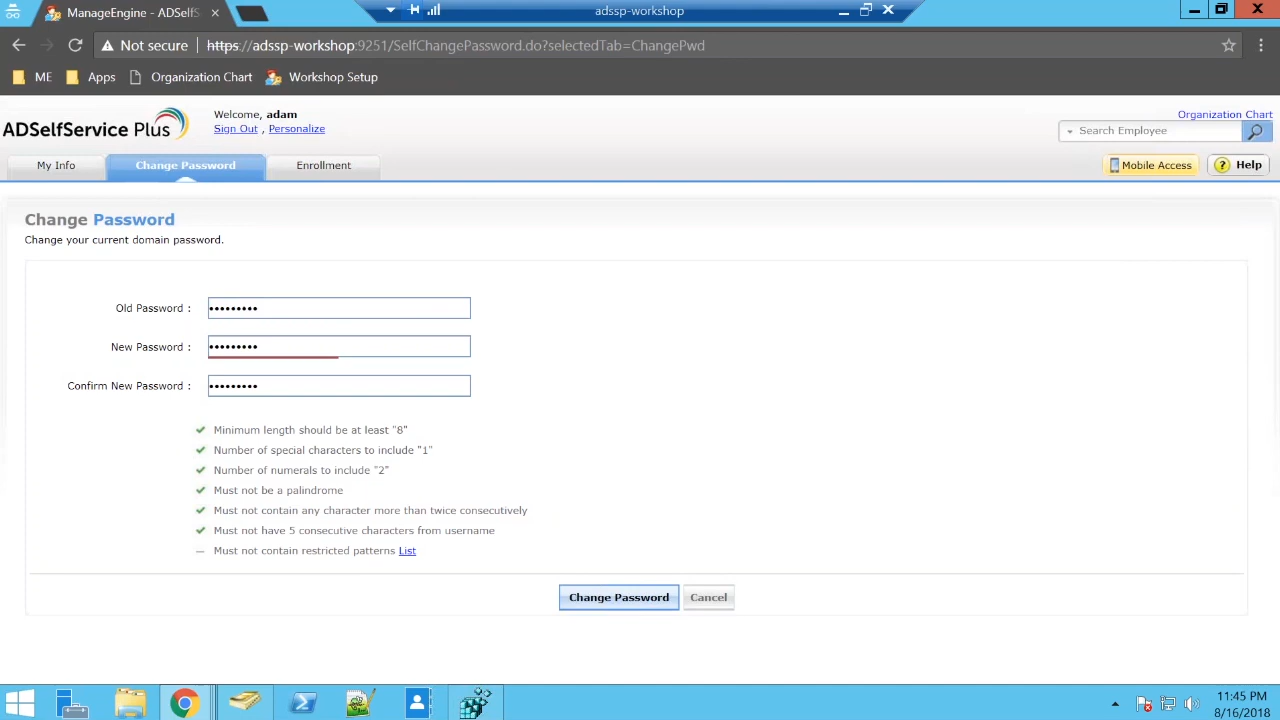 ManageEngine - ADSelfS
adssp-workshop
Not secure https://adssp-workshop:9251/SelfChangePassword.do?selectedTab=ChangePwd
ME Apps Organization Chart Workshop Setup
ADSelfService Plus
Welcome, adam
Sign Out , Personalize
Organization Chart
Search Employee
My Info Change Password Enrollment
Mobile Access ? Help
Change Password
Change your current domain password.
Old Password : •••••••••
New Password : •••••••••
Confirm New Password : •••••••••
Minimum length should be at least "8"
Number of special characters to include "1"
Number of numerals to include "2"
Must not be a palindrome
Must not contain any character more than twice consecutively
Must not have 5 consecutive characters from username
Must not contain restricted patterns List
Change Password Cancel
11:45 PM
8/16/2018